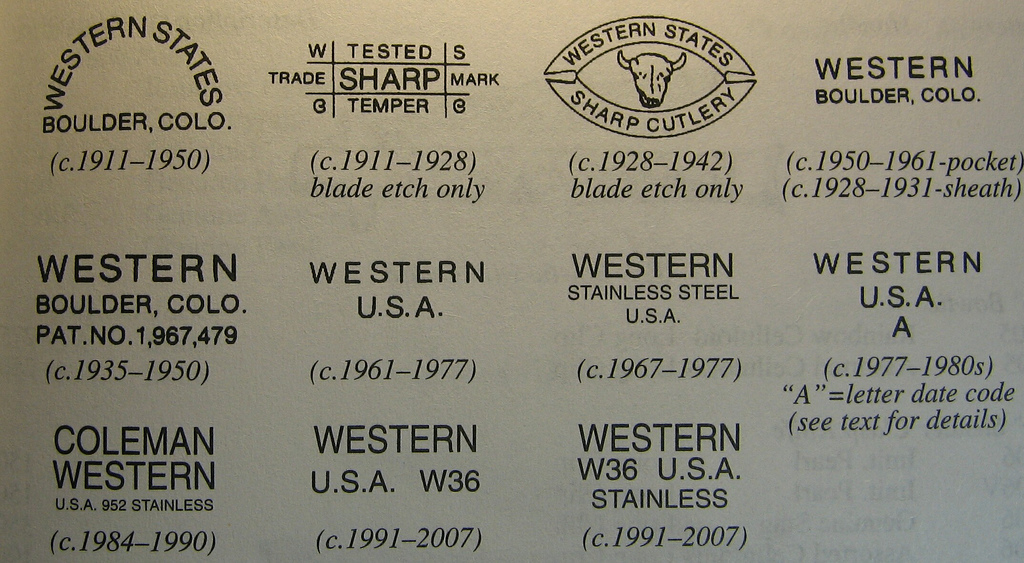 WESTERN STATES
BOULDER, COLO.
(c.1911–1950)
W TESTED S
TRADE SHARP MARK
C TEMPER C
(c.1911–1928)
blade etch only
WESTERN STATES
SHARP CUTLERY
(c.1928–1942)
blade etch only
WESTERN
BOULDER, COLO.
(c.1950–1961-pocket)
(c.1928–1931-sheath)
WESTERN
BOULDER, COLO.
PAT.NO.1,967,479
(c.1935–1950)
WESTERN
U.S.A.
(c.1961–1977)
WESTERN
STAINLESS STEEL
U.S.A.
(c.1967–1977)
WESTERN
U.S.A.
A
(c.1977–1980s)
“A”=letter date code
(see text for details)
COLEMAN
WESTERN
U.S.A. 952 STAINLESS
(c.1984–1990)
WESTERN
U.S.A. W36
(c.1991–2007)
WESTERN
W36 U.S.A.
STAINLESS
(c.1991–2007)